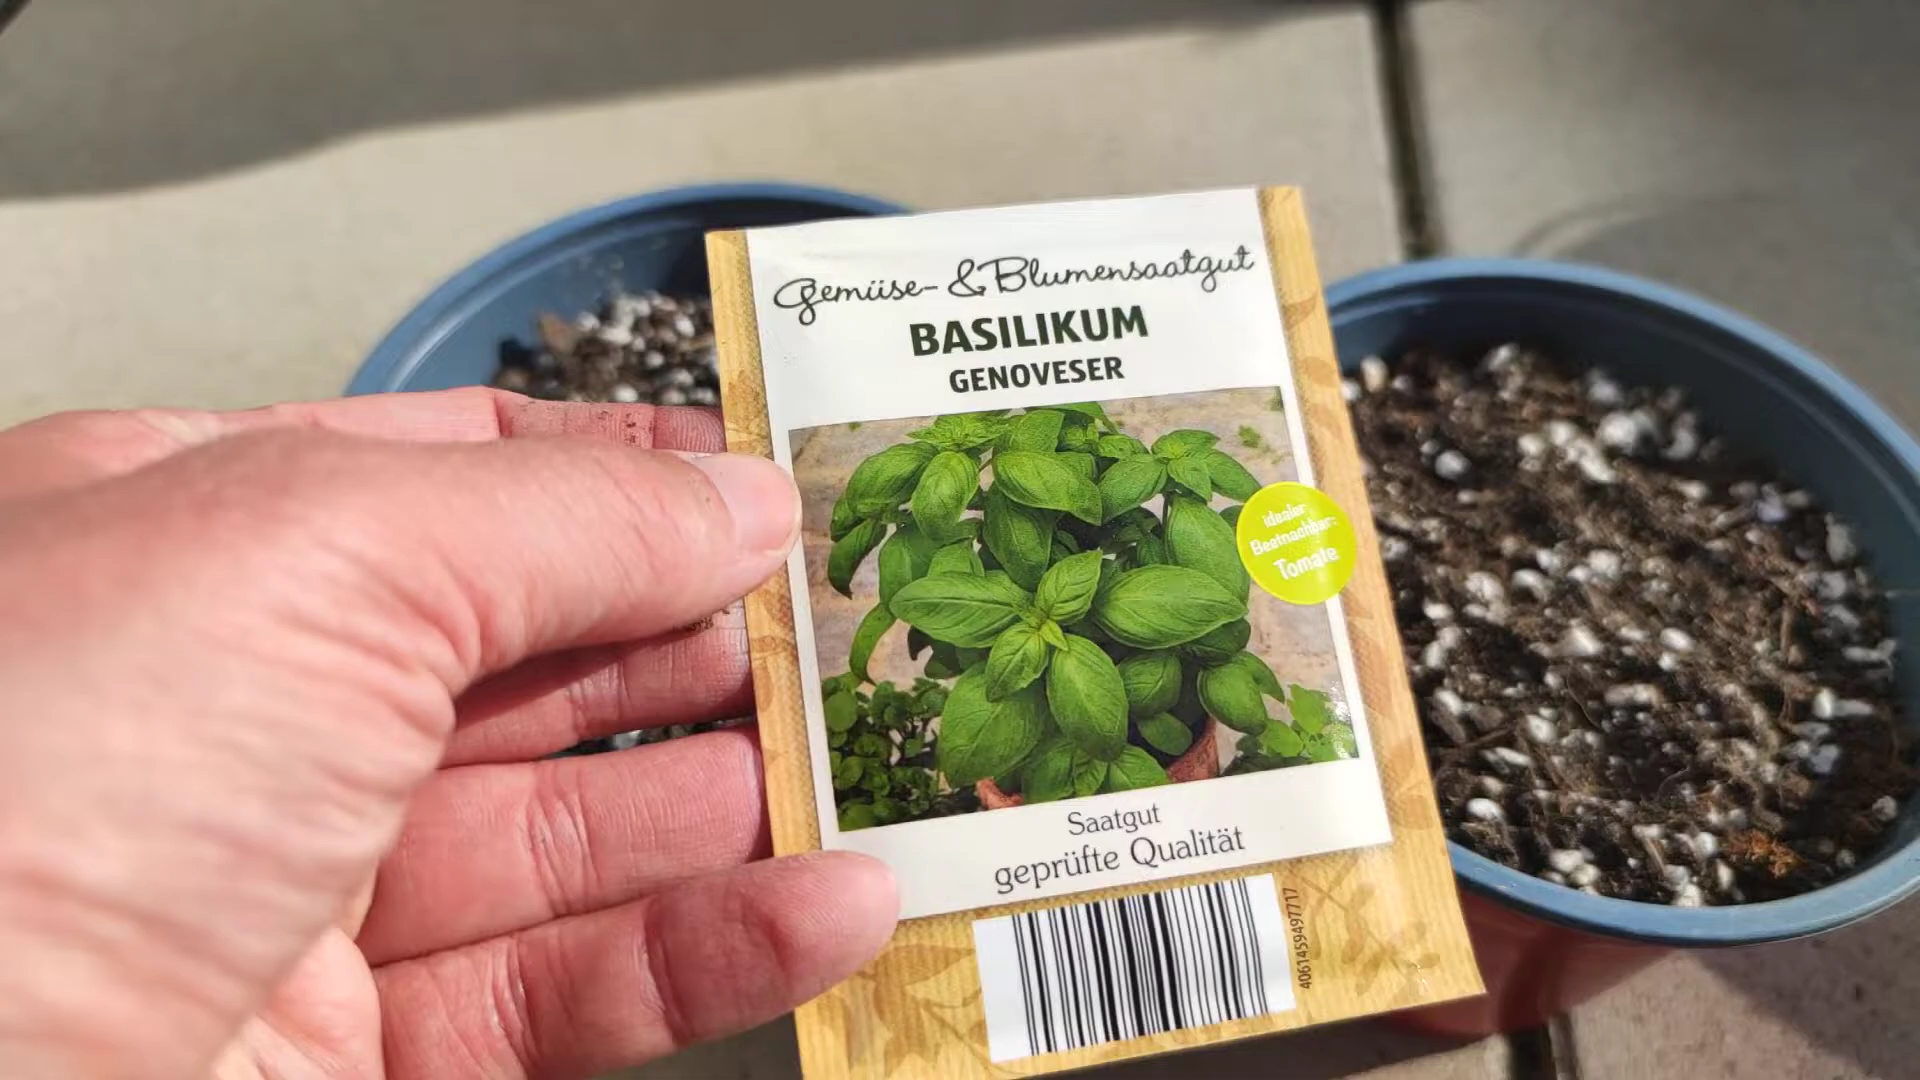 Gemüse- & Blumensaatgut
BASILIKUM
GENOVESER
idealer
Beetnachbar:
Tomate
Saatgut
geprüfte Qualität
4061459497717